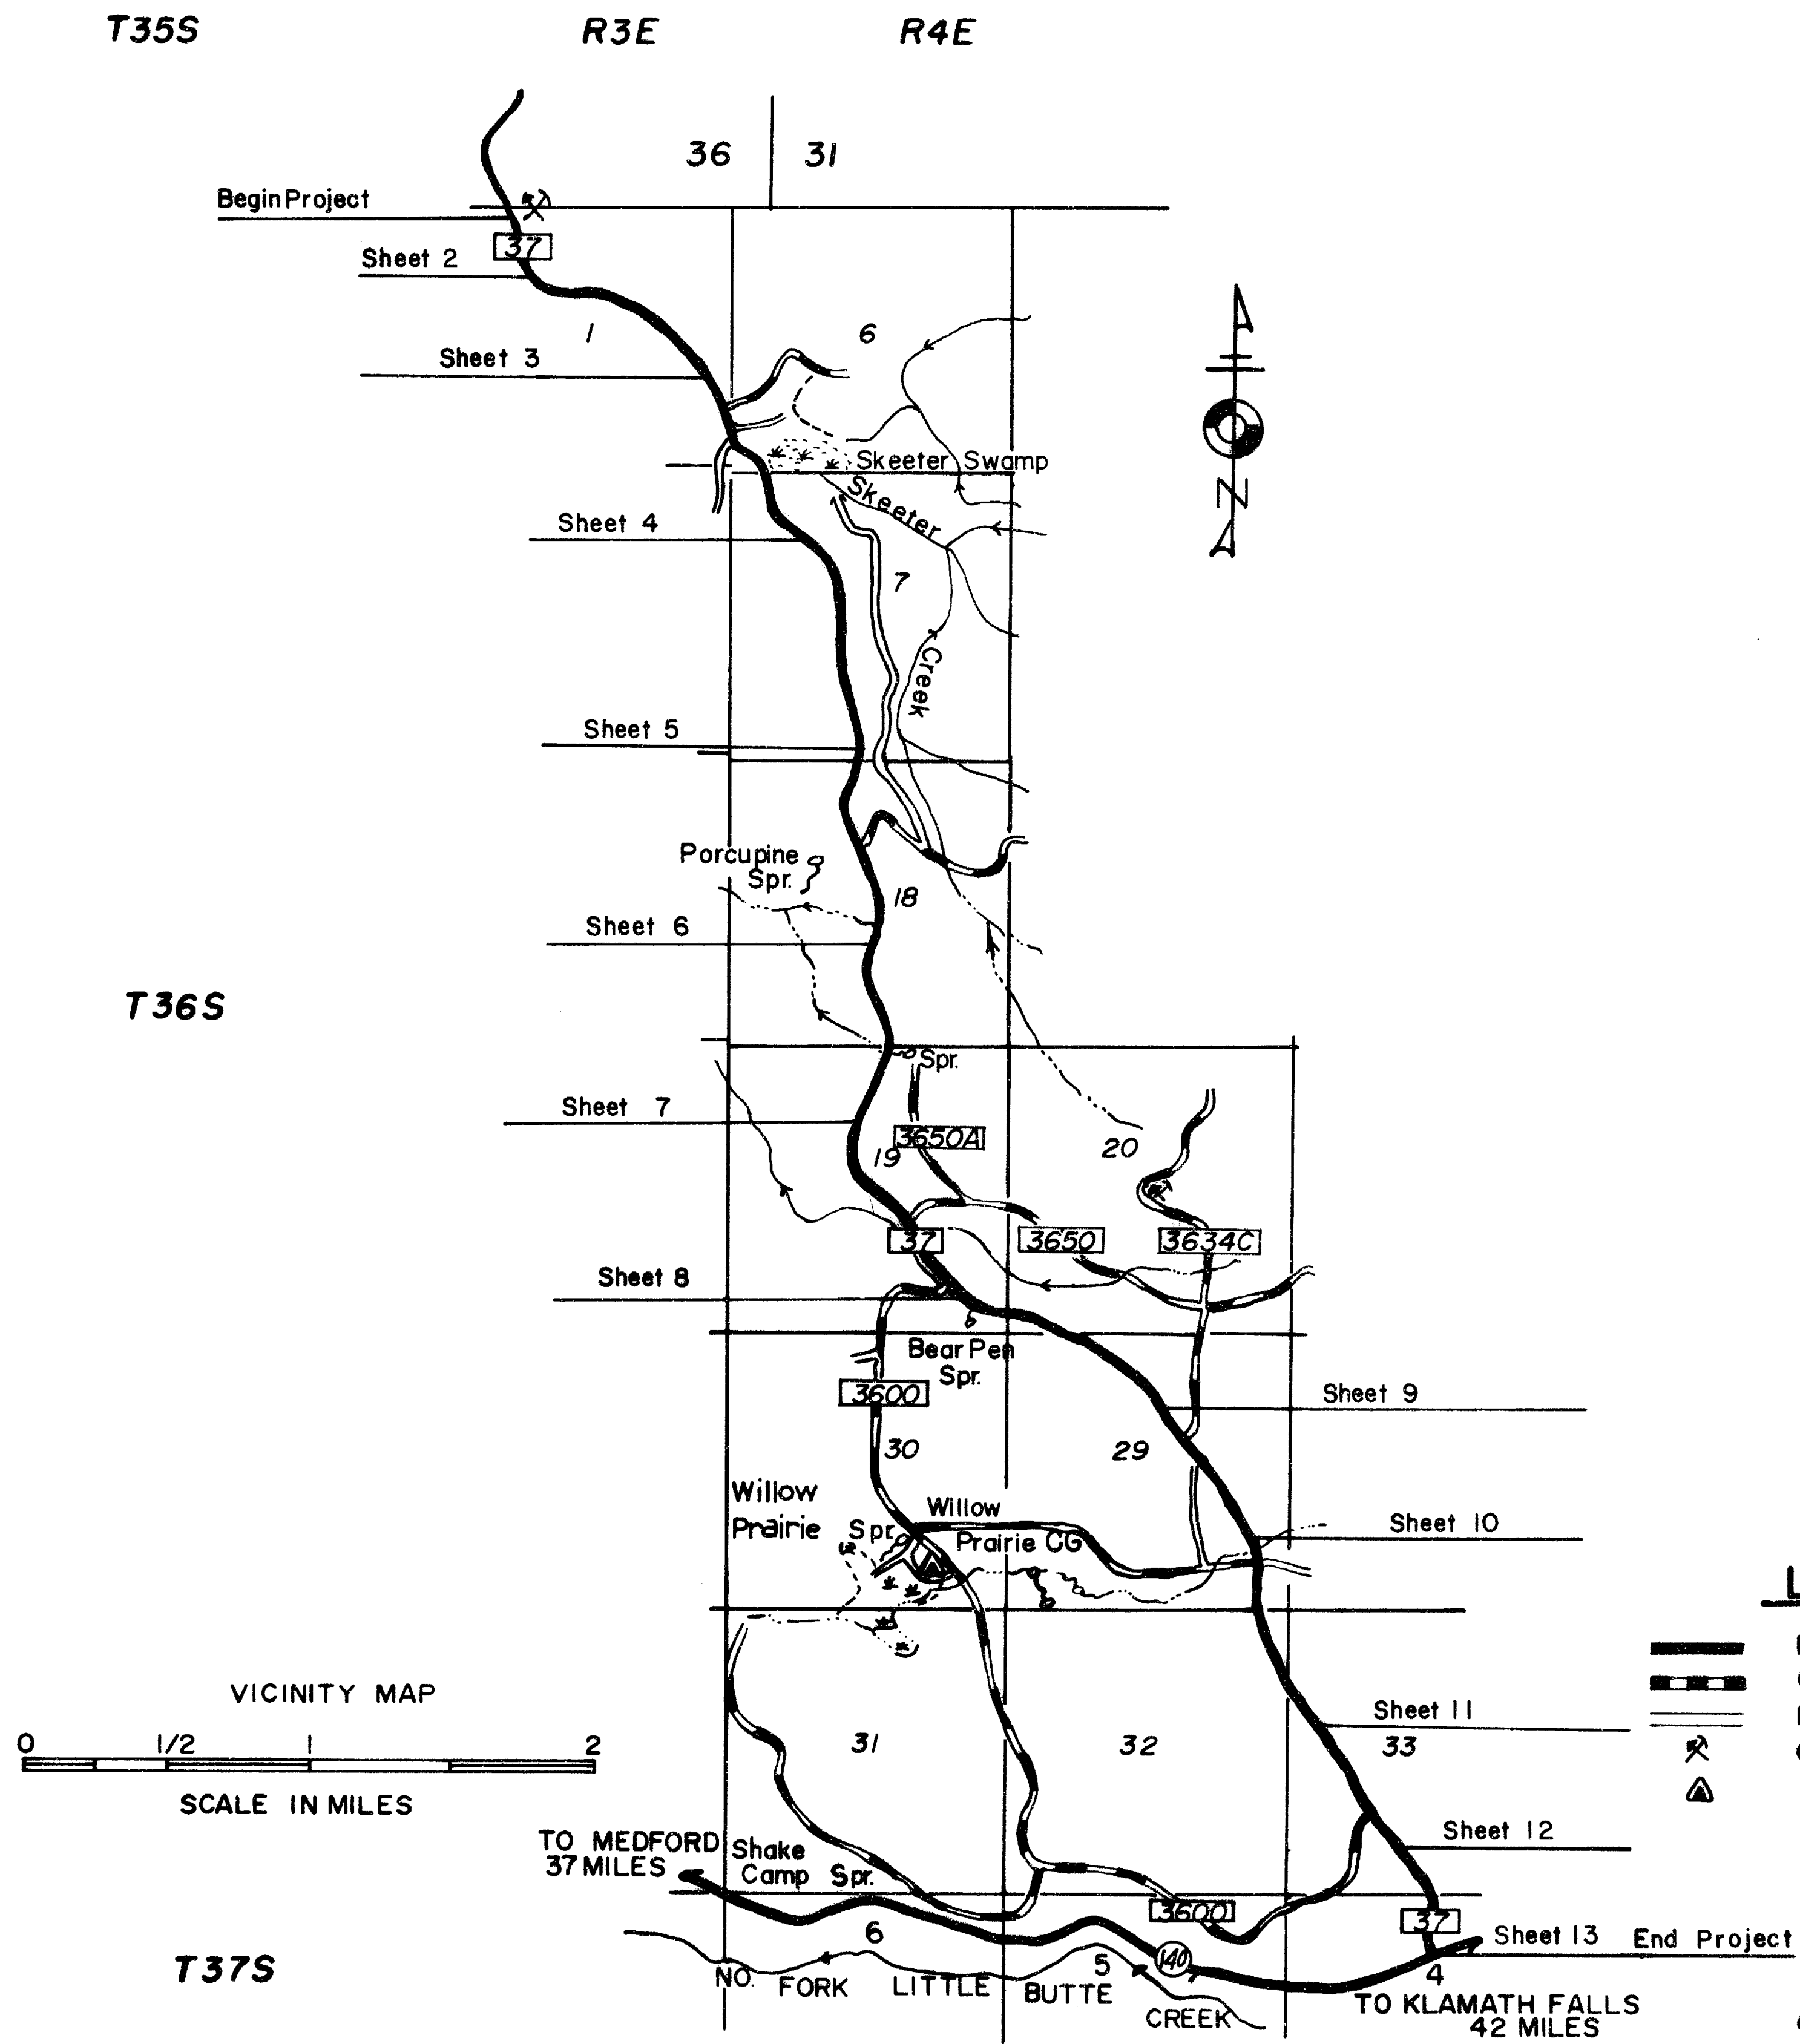 T35S R3E R4E
36 31
Begin Project
37
Sheet 2
1
6
Sheet 3
Skeeter Swamp
Skeeter
Creek
N
Sheet 4
7
Sheet 5
Porcupine
Spr.
18
Sheet 6
T36S
Spr.
Sheet 7
3650A
19
20
37
3650
3634C
Sheet 8
Bear Pen
Spr.
3600
Sheet 9
30
29
Willow
Prairie
Spr.
Willow
Prairie CG
Sheet 10
VICINITY MAP
0 1/2 1 2
SCALE IN MILES
31
32
33
Sheet 11
Sheet 12
TO MEDFORD
37 MILES
Shake
Camp Spr.
3600
37
Sheet 13 End Project
6
5
4
140
T37S
NO. FORK LITTLE BUTTE CREEK
TO KLAMATH FALLS
42 MILES